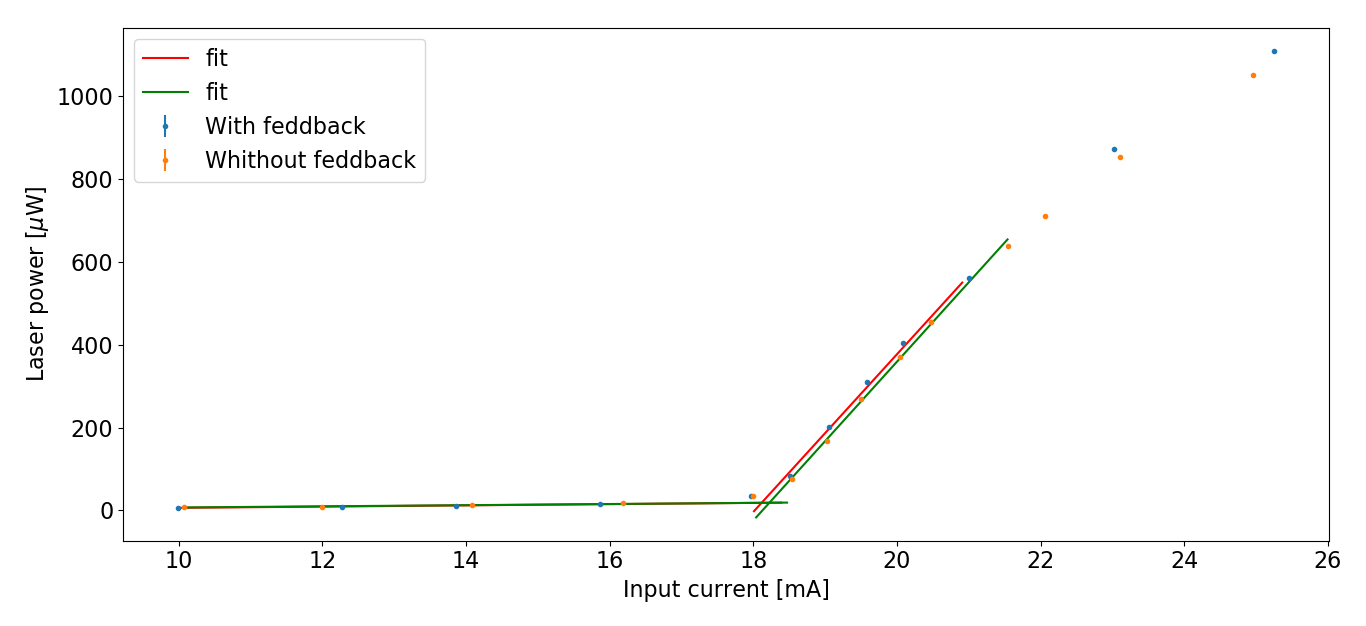 fit
fit
With feddback
Whithout feddback
1000
800
600
400
200
0
Laser power [μW]
10 12 14 16 18 20 22 24 26
Input current [mA]